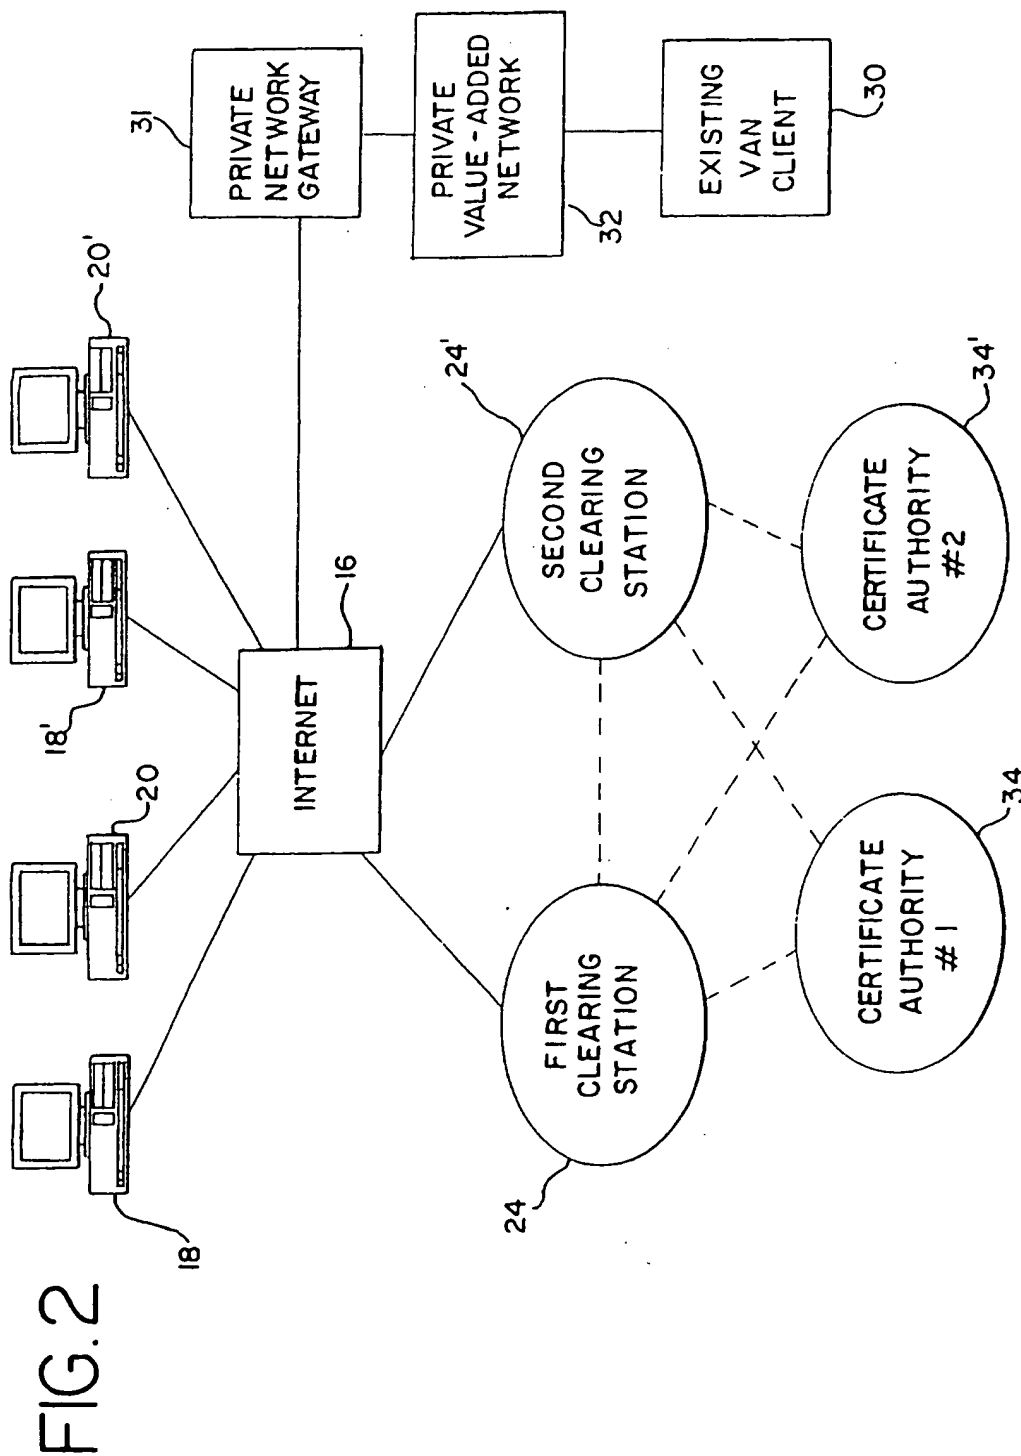 FIG. 2
18
20
18'
20'
16
INTERNET
31
PRIVATE
NETWORK
GATEWAY
PRIVATE
VALUE-ADDED
NETWORK
32
EXISTING
VAN
CLIENT
30
24
FIRST
CLEARING
STATION
24'
SECOND
CLEARING
STATION
CERTIFICATE
AUTHORITY
#1
34
CERTIFICATE
AUTHORITY
#2
34'